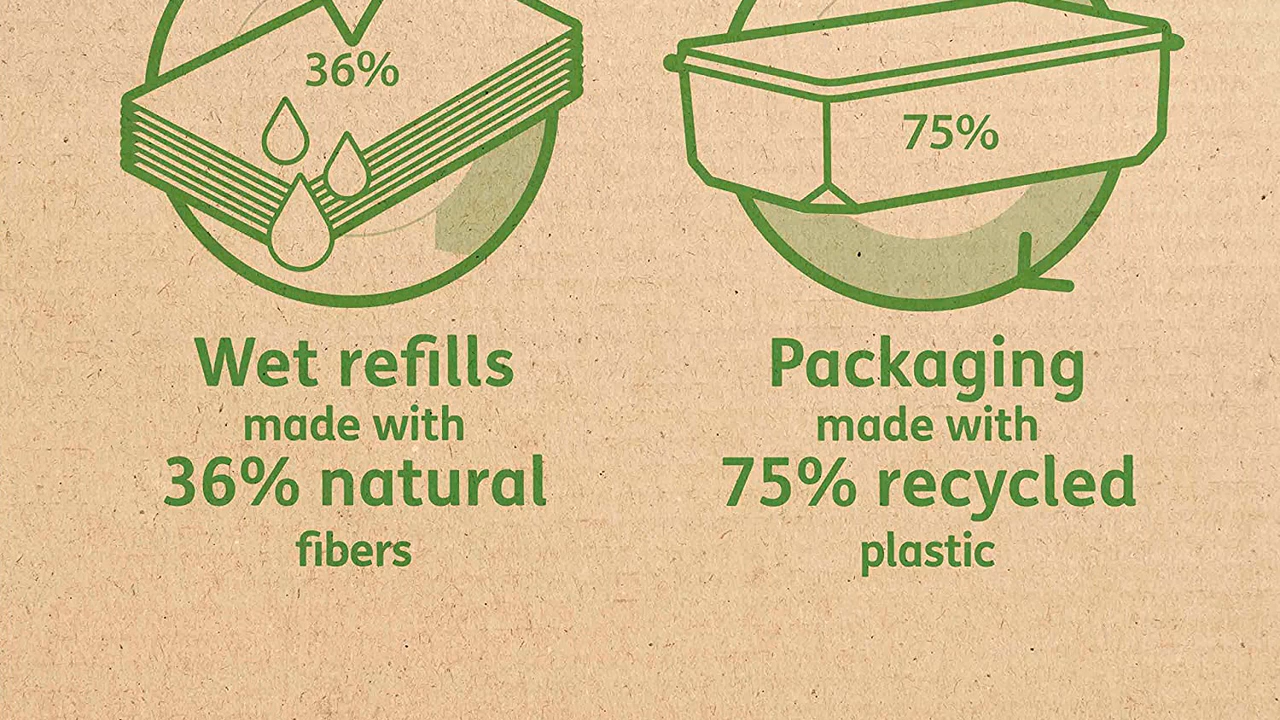 36%
75%
Wet refills
made with
36% natural
fibers
Packaging
made with
75% recycled
plastic